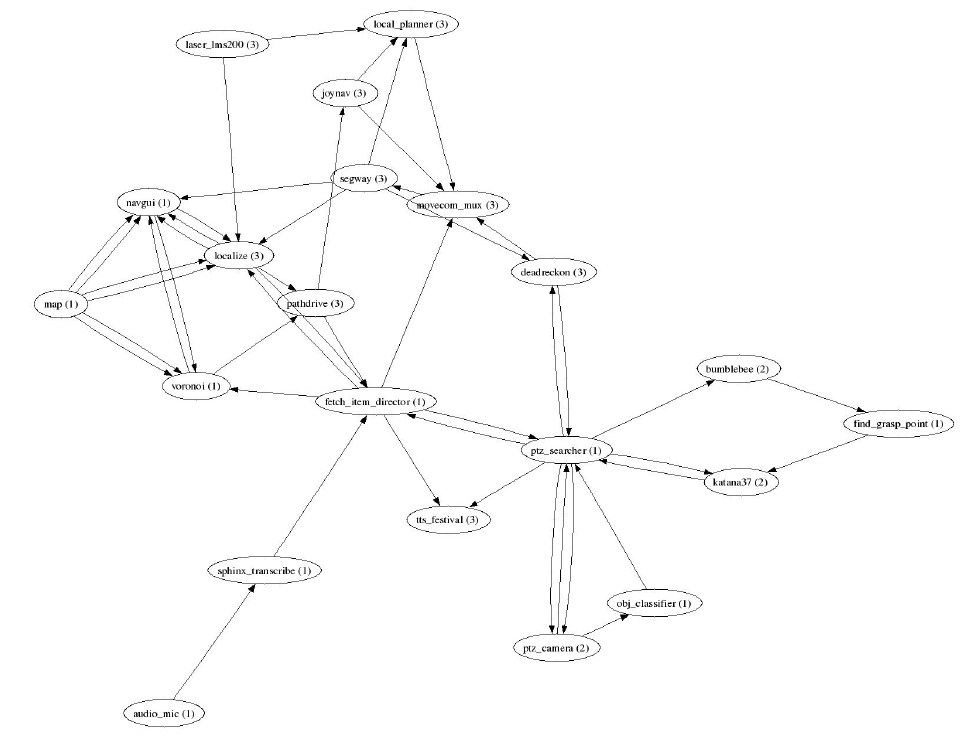 local_planner (3)
laser_lms200 (3)
joynav (3)
segway (3)
navgui (1)
movecom_mux (3)
localize (3)
deadreckon (3)
map (1)
pathdrive (3)
bumblebee (2)
voronoi (1)
fetch_item_director (1)
find_grasp_point (1)
ptz_searcher (1)
katana37 (2)
tts_festival (3)
sphinx_transcribe (1)
obj_classifier (1)
ptz_camera (2)
audio_mic (1)